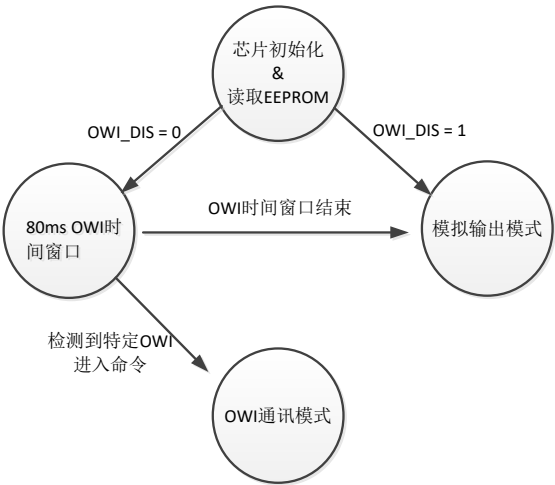 芯片初始化
&
读取EEPROM
OWI_DIS = 0
OWI_DIS = 1
OWI时间窗口结束
80ms OWI时
间窗口
模拟输出模式
检测到特定OWI
进入命令
OWI通讯模式